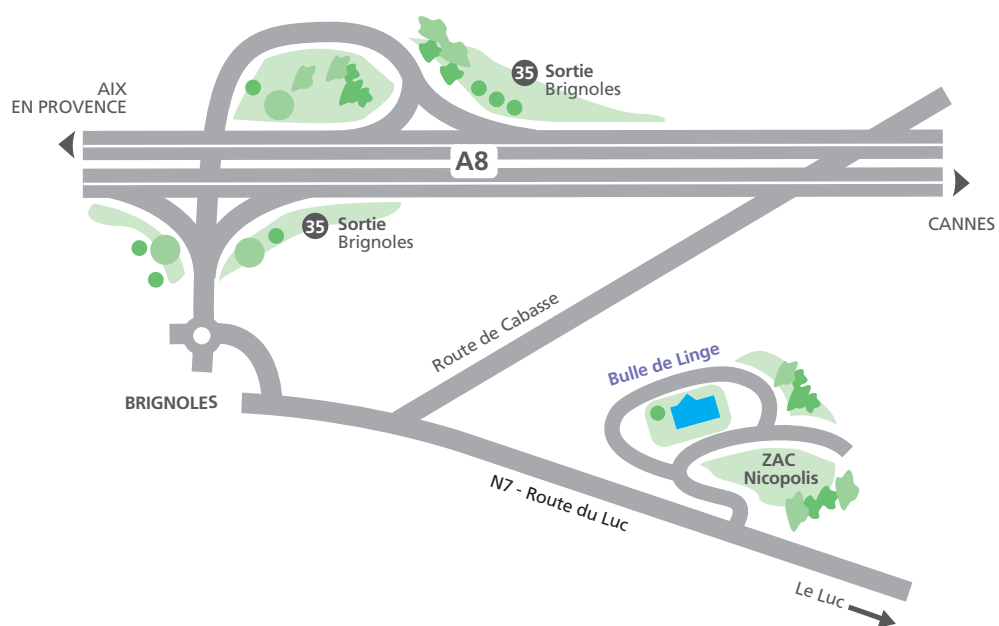 AIX
EN PROVENCE
35 Sortie
Brignoles
A8
CANNES
35 Sortie
Brignoles
Route de Cabasse
Bulle de Linge
BRIGNOLES
ZAC
Nicopolis
N7 - Route du Luc
Le Luc